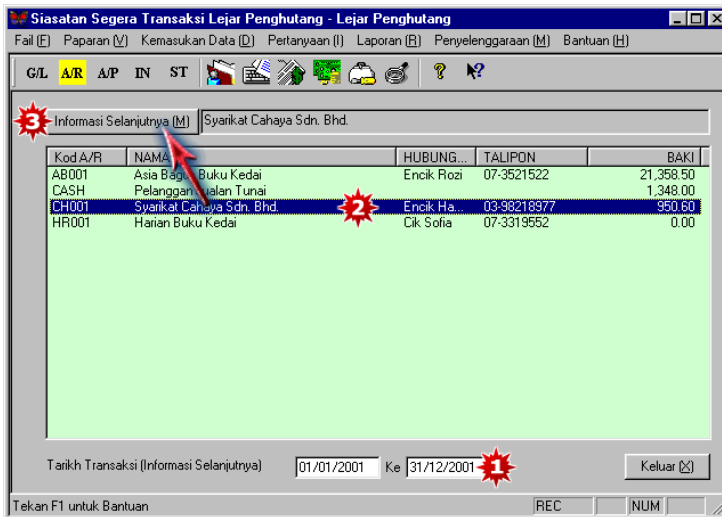 Siasatan Segera Transaksi Lejar Penghutang - Lejar Penghutang
Fail (F) Paparan (V) Kemasukan Data (D) Pertanyaan (I) Laporan (R) Penyelenggaraan (M) Bantuan (H)
G/L A/R A/P IN ST ? ?
3 Informasi Selanjutnya (M) Syarikat Cahaya Sdn. Bhd.
Kod A/R NAMA HUBUNG... TALIPON BAKI
AB001 Asia Bagus Buku Kedai Encik Rozi 07-3521522 21,358.50
CASH Pelanggan Jualan Tunai 1,348.00
CH001 Syarikat Cahaya Sdn. Bhd. 2 Encik Ha... 03-98218977 950.60
HR001 Harian Buku Kedai Cik Sofia 07-3319552 0.00
Tarikh Transaksi (Informasi Selanjutnya) 01/01/2001 Ke 31/12/2001 1 Keluar (X)
Tekan F1 untuk Bantuan REC NUM